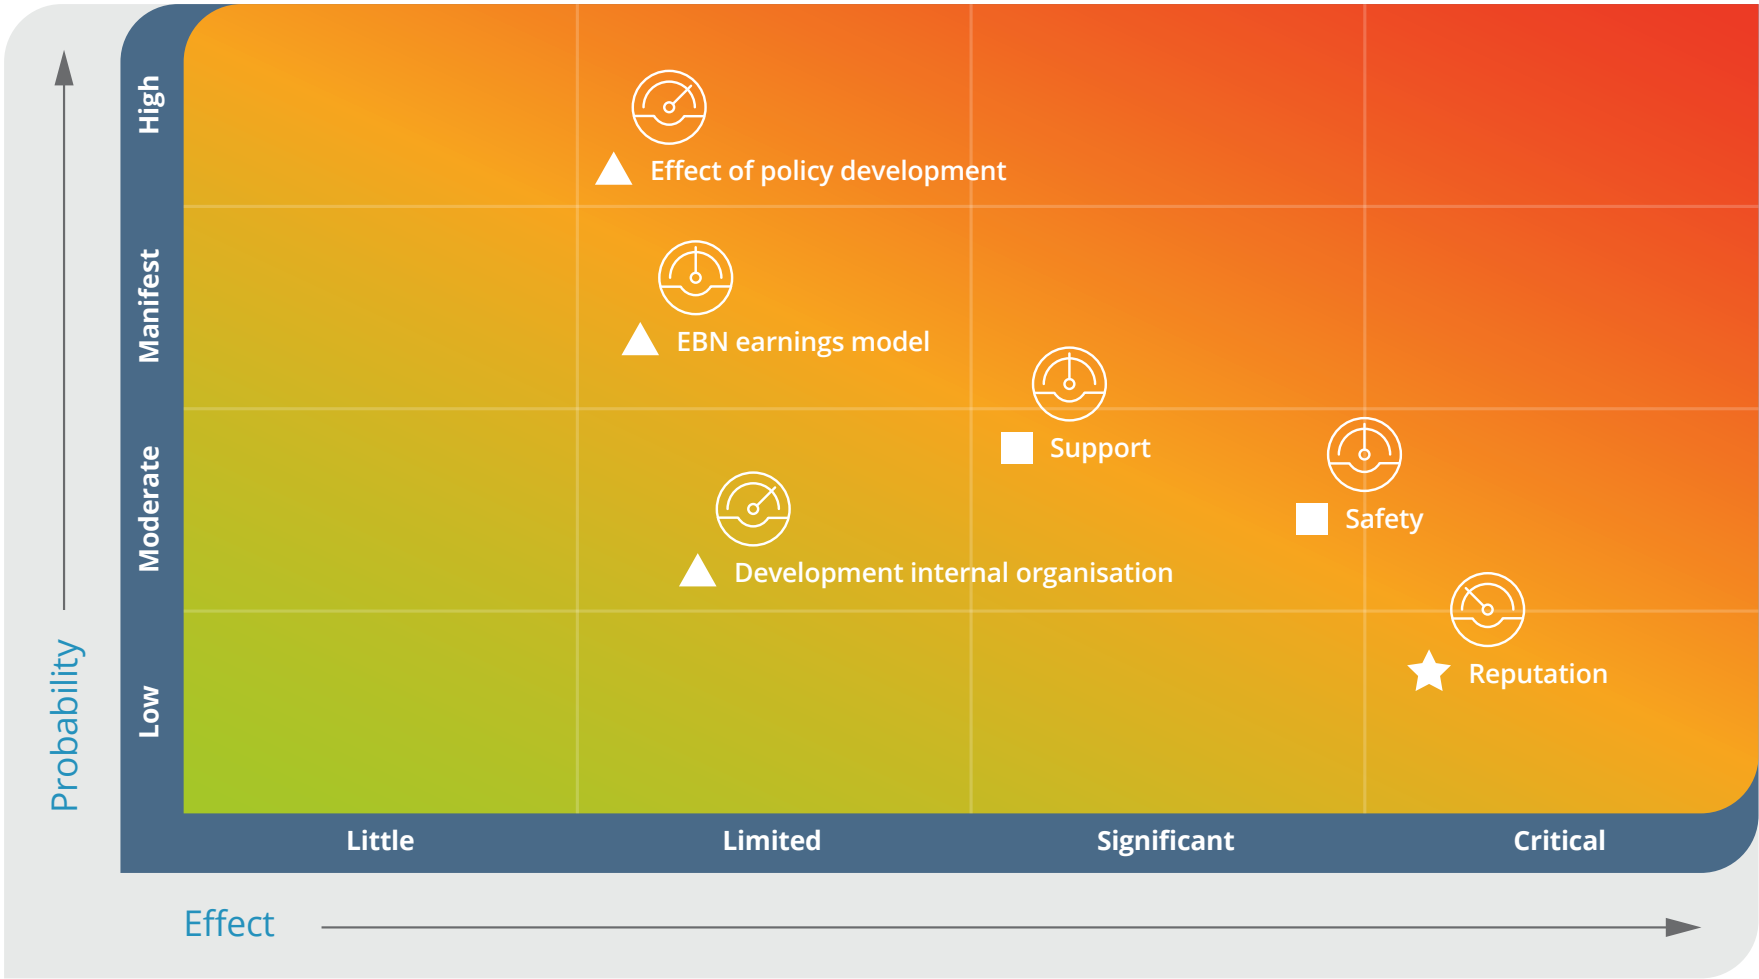 High
Effect of policy development
Manifest
EBN earnings model
Support
Moderate
Safety
Development internal organisation
Reputation
Low
Probability
Little
Limited
Significant
Critical
Effect